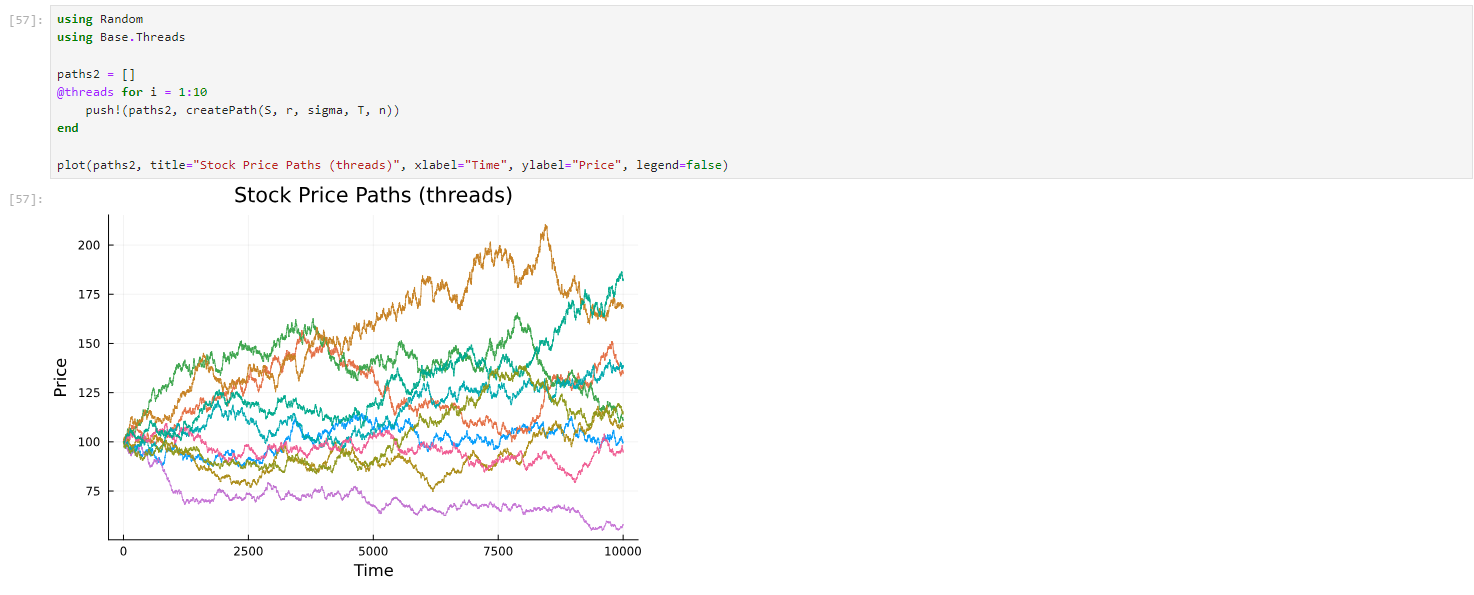 [57]:
using Random
using Base.Threads
paths2 = []
@threads for i = 1:10
    push!(paths2, createPath(S, r, sigma, T, n))
end
plot(paths2, title="Stock Price Paths (threads)", xlabel="Time", ylabel="Price", legend=false)
[57]:
Stock Price Paths (threads)
Price
200
175
150
125
100
75
0 2500 5000 7500 10000
Time